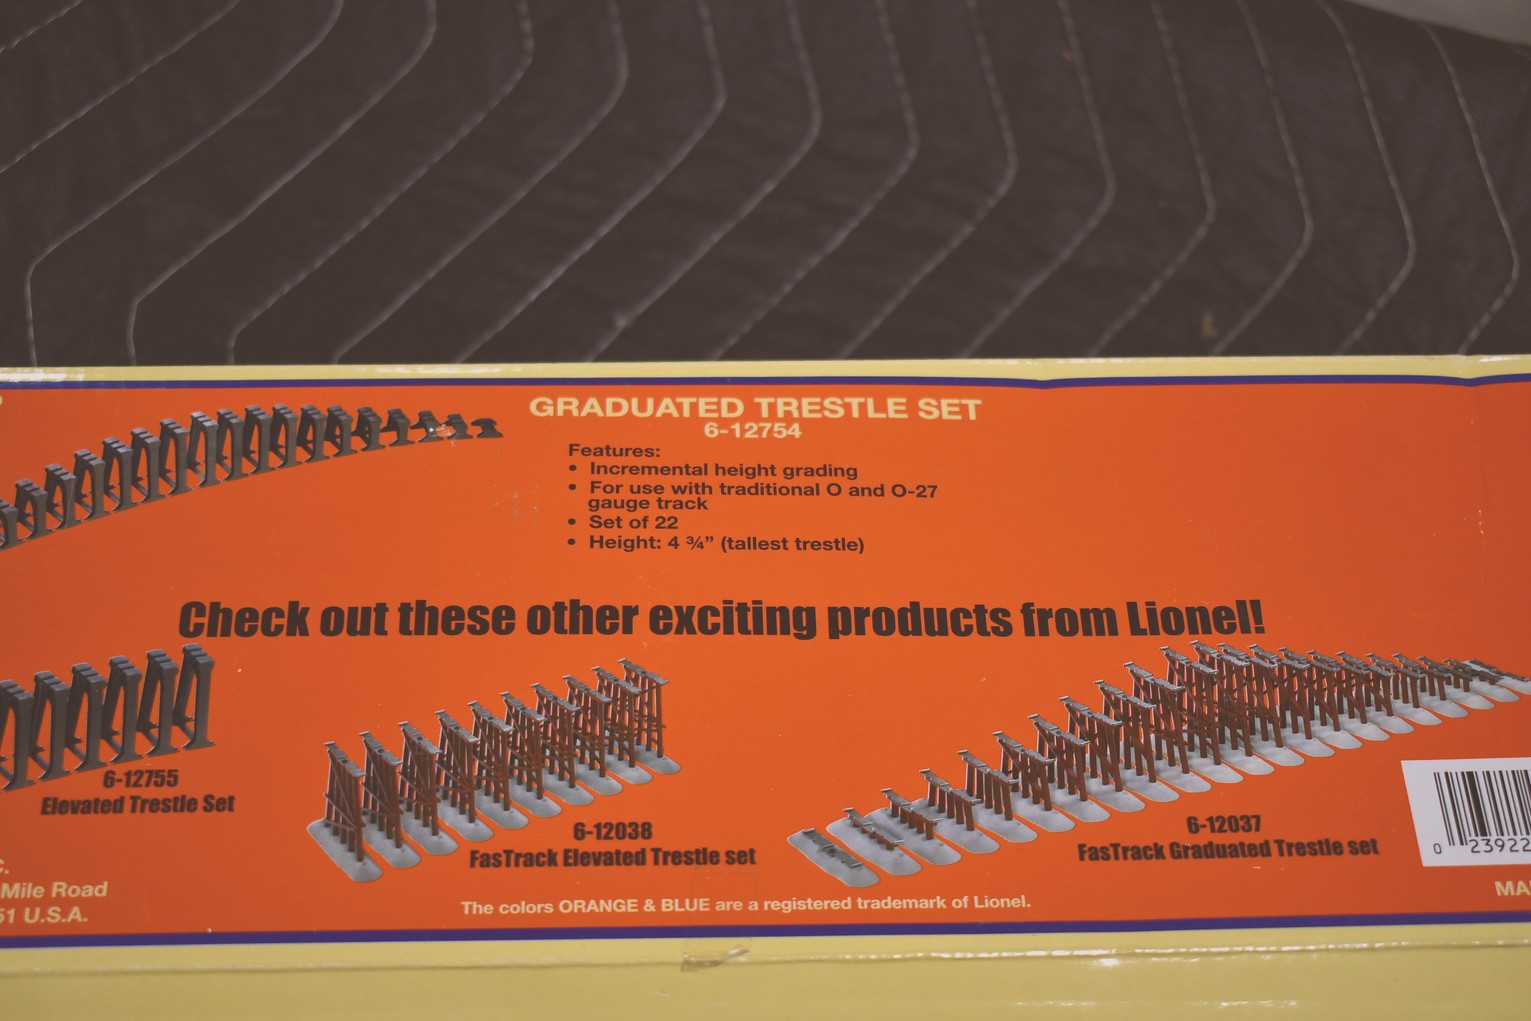 GRADUATED TRESTLE SET
6-12754
Features:
• Incremental height grading
• For use with traditional O and O-27
gauge track
• Set of 22
• Height: 4 ¾” (tallest trestle)
Check out these other exciting products from Lionel!
6-12755
Elevated Trestle Set
6-12038
FasTrack Elevated Trestle set
6-12037
FasTrack Graduated Trestle set
0 23922
C.
Mile Road
51 U.S.A.
The colors ORANGE & BLUE are a registered trademark of Lionel.